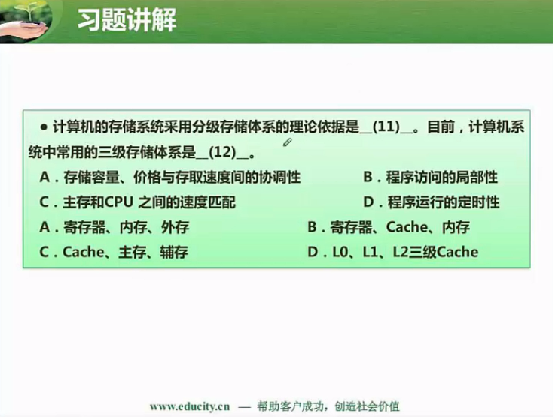 习题讲解
● 计算机的存储系统采用分级存储体系的理论依据是__(11)__。目前，计算机系
统中常用的三级存储体系是__(12)__。
A．存储容量、价格与存取速度间的协调性 B．程序访问的局部性
C．主存和CPU 之间的速度匹配 D．程序运行的定时性
A．寄存器、内存、外存 B．寄存器、Cache、内存
C．Cache、主存、辅存 D．L0、L1、L2三级Cache
www.educity.cn — 帮助客户成功，创造社会价值